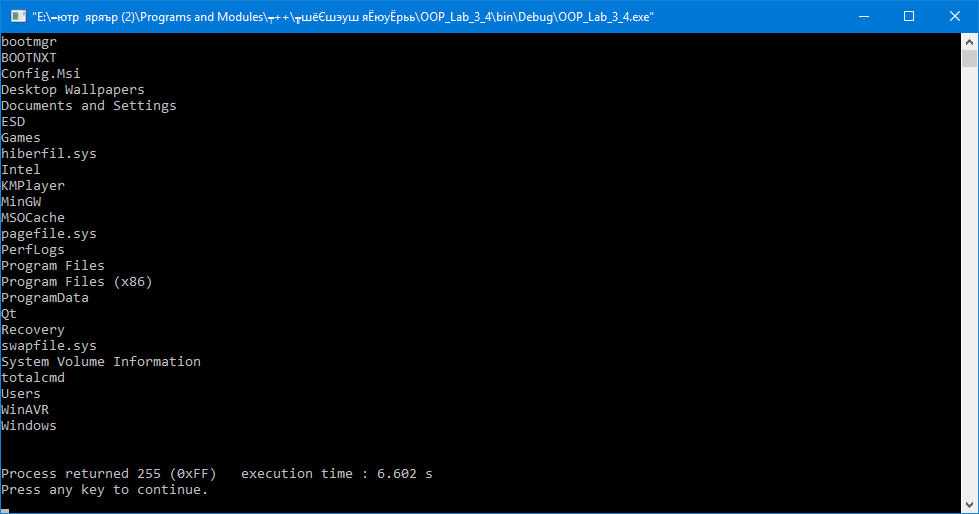 "E:\━ютр  яряър (2)\Programs and Modules\┬++\╦шёЄшэуш яЁюуЁрьь\OOP_Lab_3_4\bin\Debug\OOP_Lab_3_4.exe"
bootmgr
BOOTNXT
Config.Msi
Desktop Wallpapers
Documents and Settings
ESD
Games
hiberfil.sys
Intel
KMPlayer
MinGW
MSOCache
pagefile.sys
PerfLogs
Program Files
Program Files (x86)
ProgramData
Qt
Recovery
swapfile.sys
System Volume Information
totalcmd
Users
WinAVR
Windows
Process returned 255 (0xFF)   execution time : 6.602 s
Press any key to continue.